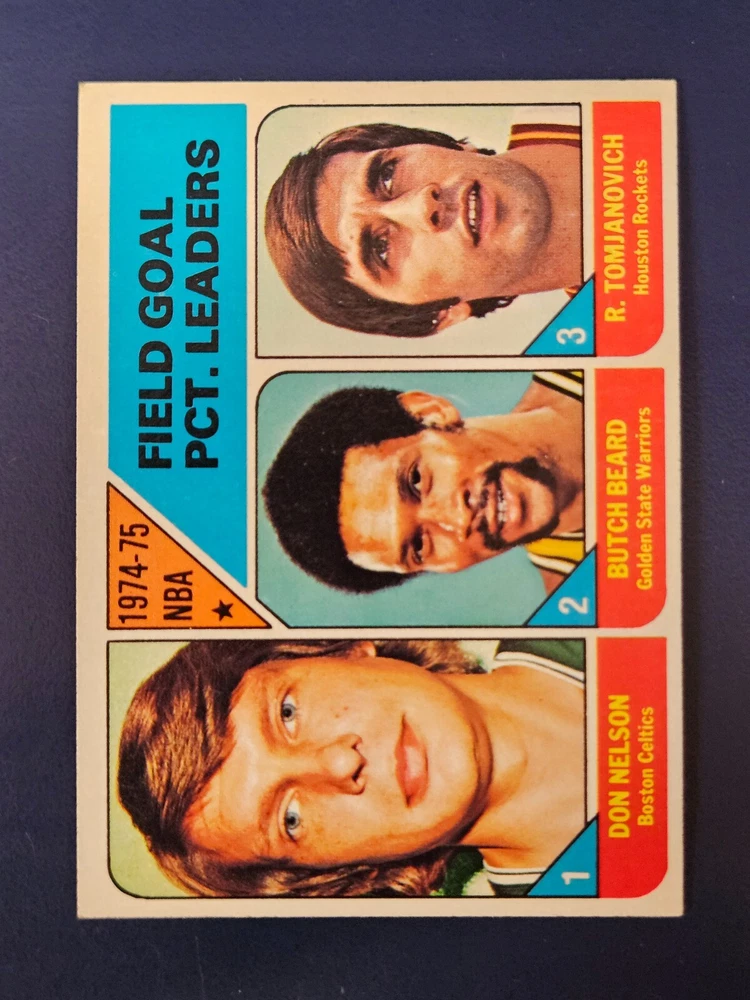 1974-75
NBA
FIELD GOAL
PCT. LEADERS
1
DON NELSON
Boston Celtics
2
BUTCH BEARD
Golden State Warriors
3
R. TOMJANOVICH
Houston Rockets